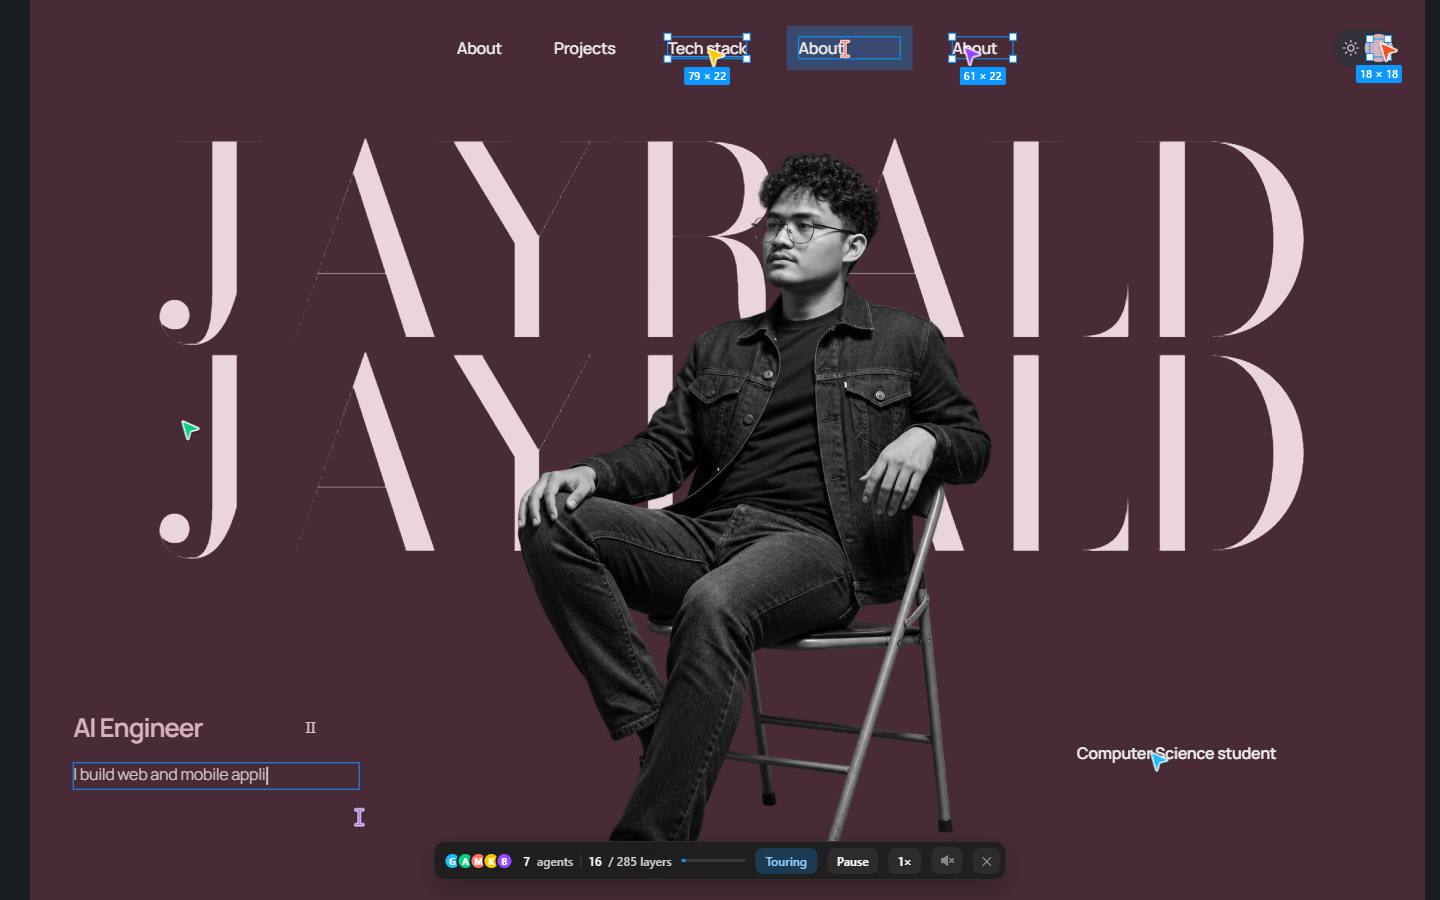 About
Projects
Tech stack
About
About
79 × 22
61 × 22
18 × 18
JAYRALD
JAYRALD
AI Engineer
I build web and mobile appli
Computer Science student
G A M K B
7 agents
16 / 285 layers
Touring
Pause
1×